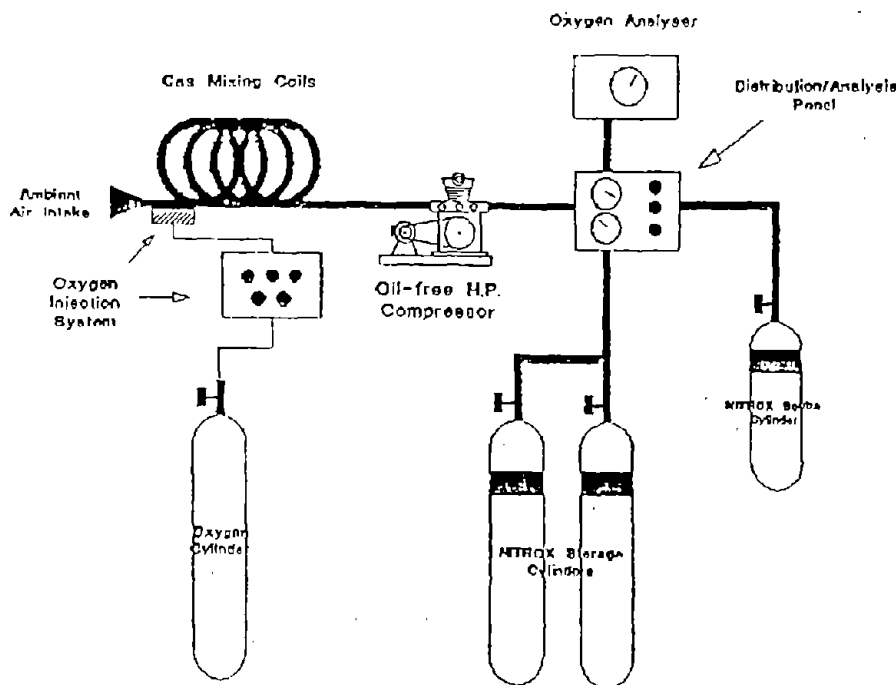 Oxygen Analyser
Gas Mixing Coils
Distribution/Analysis
Panel
Ambient
Air Intake
Oxygen
Injection
System
Oil-free H.P.
Compressor
NITROX Scuba
Cylinder
Oxygen
Cylinder
NITROX Storage
Cylinders